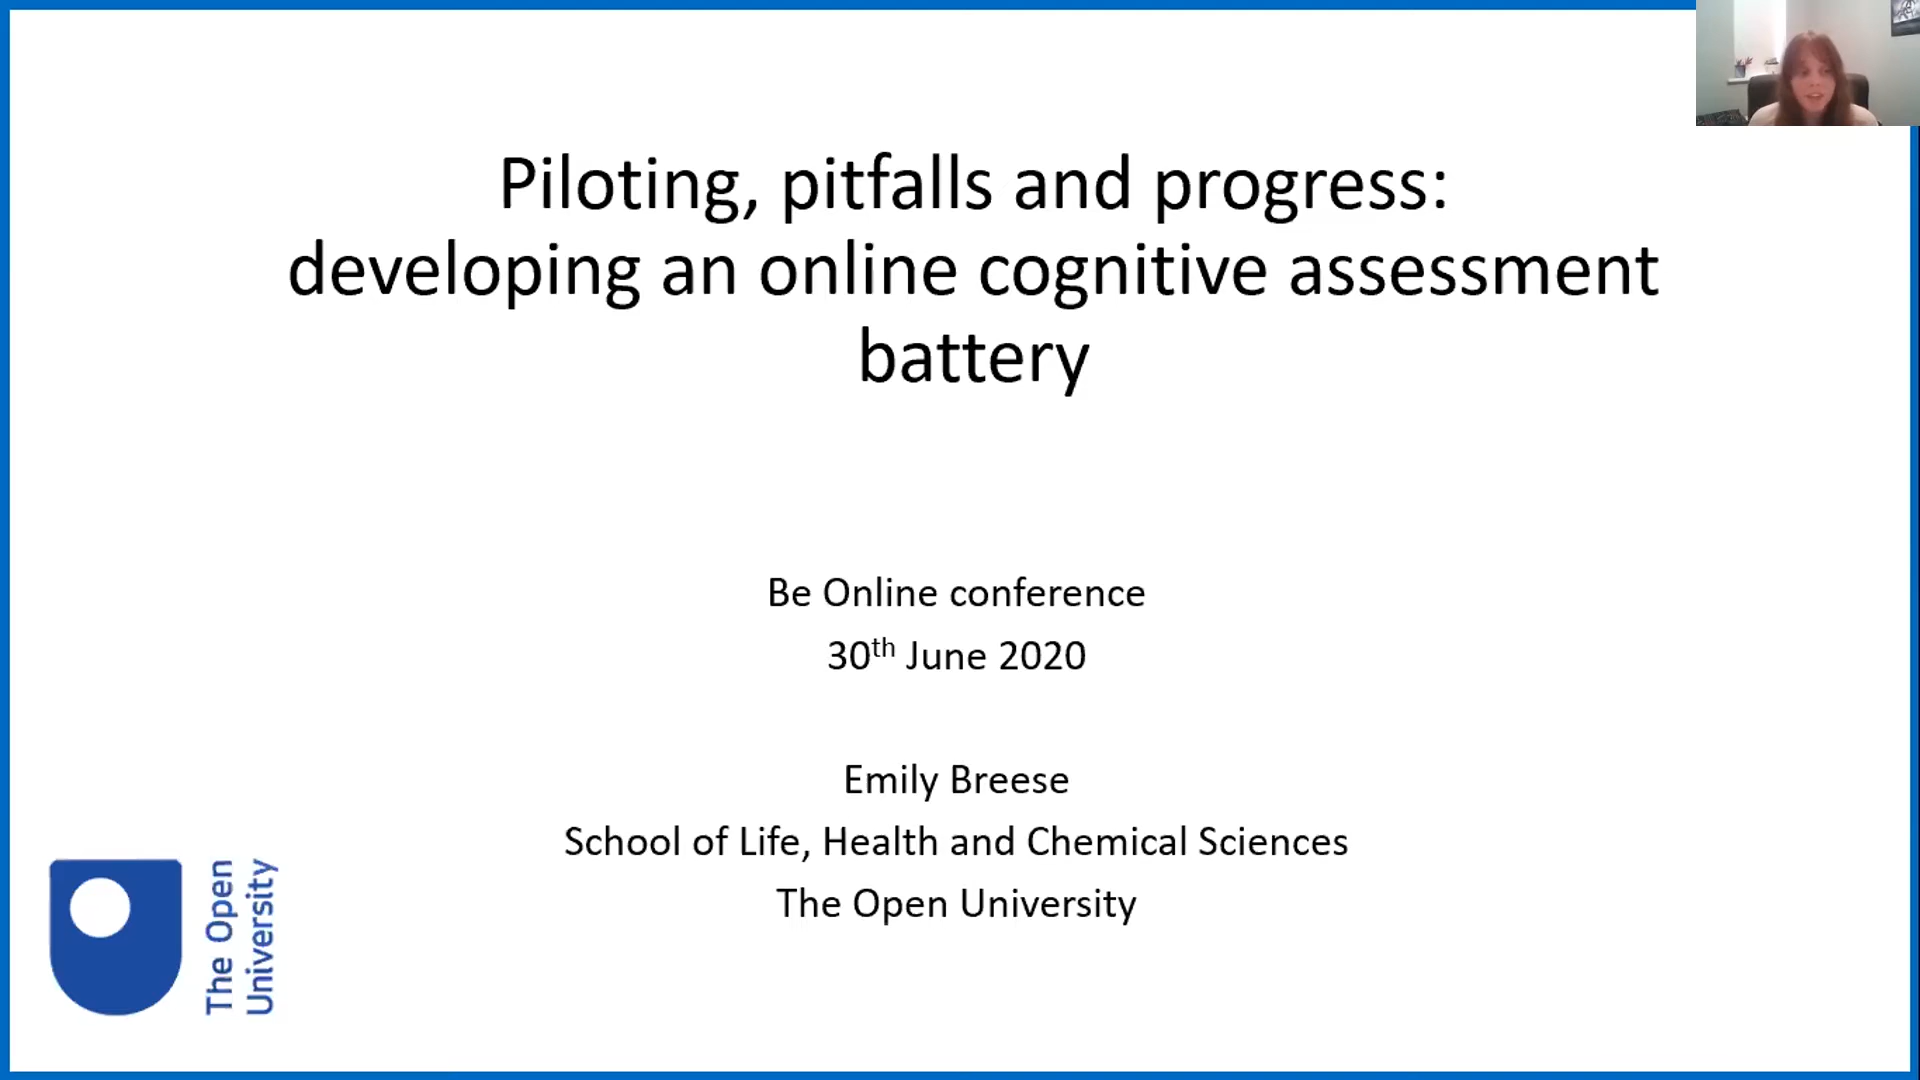 Piloting, pitfalls and progress:
developing an online cognitive assessment
battery
Be Online conference
30th June 2020
Emily Breese
School of Life, Health and Chemical Sciences
The Open University
The Open
University